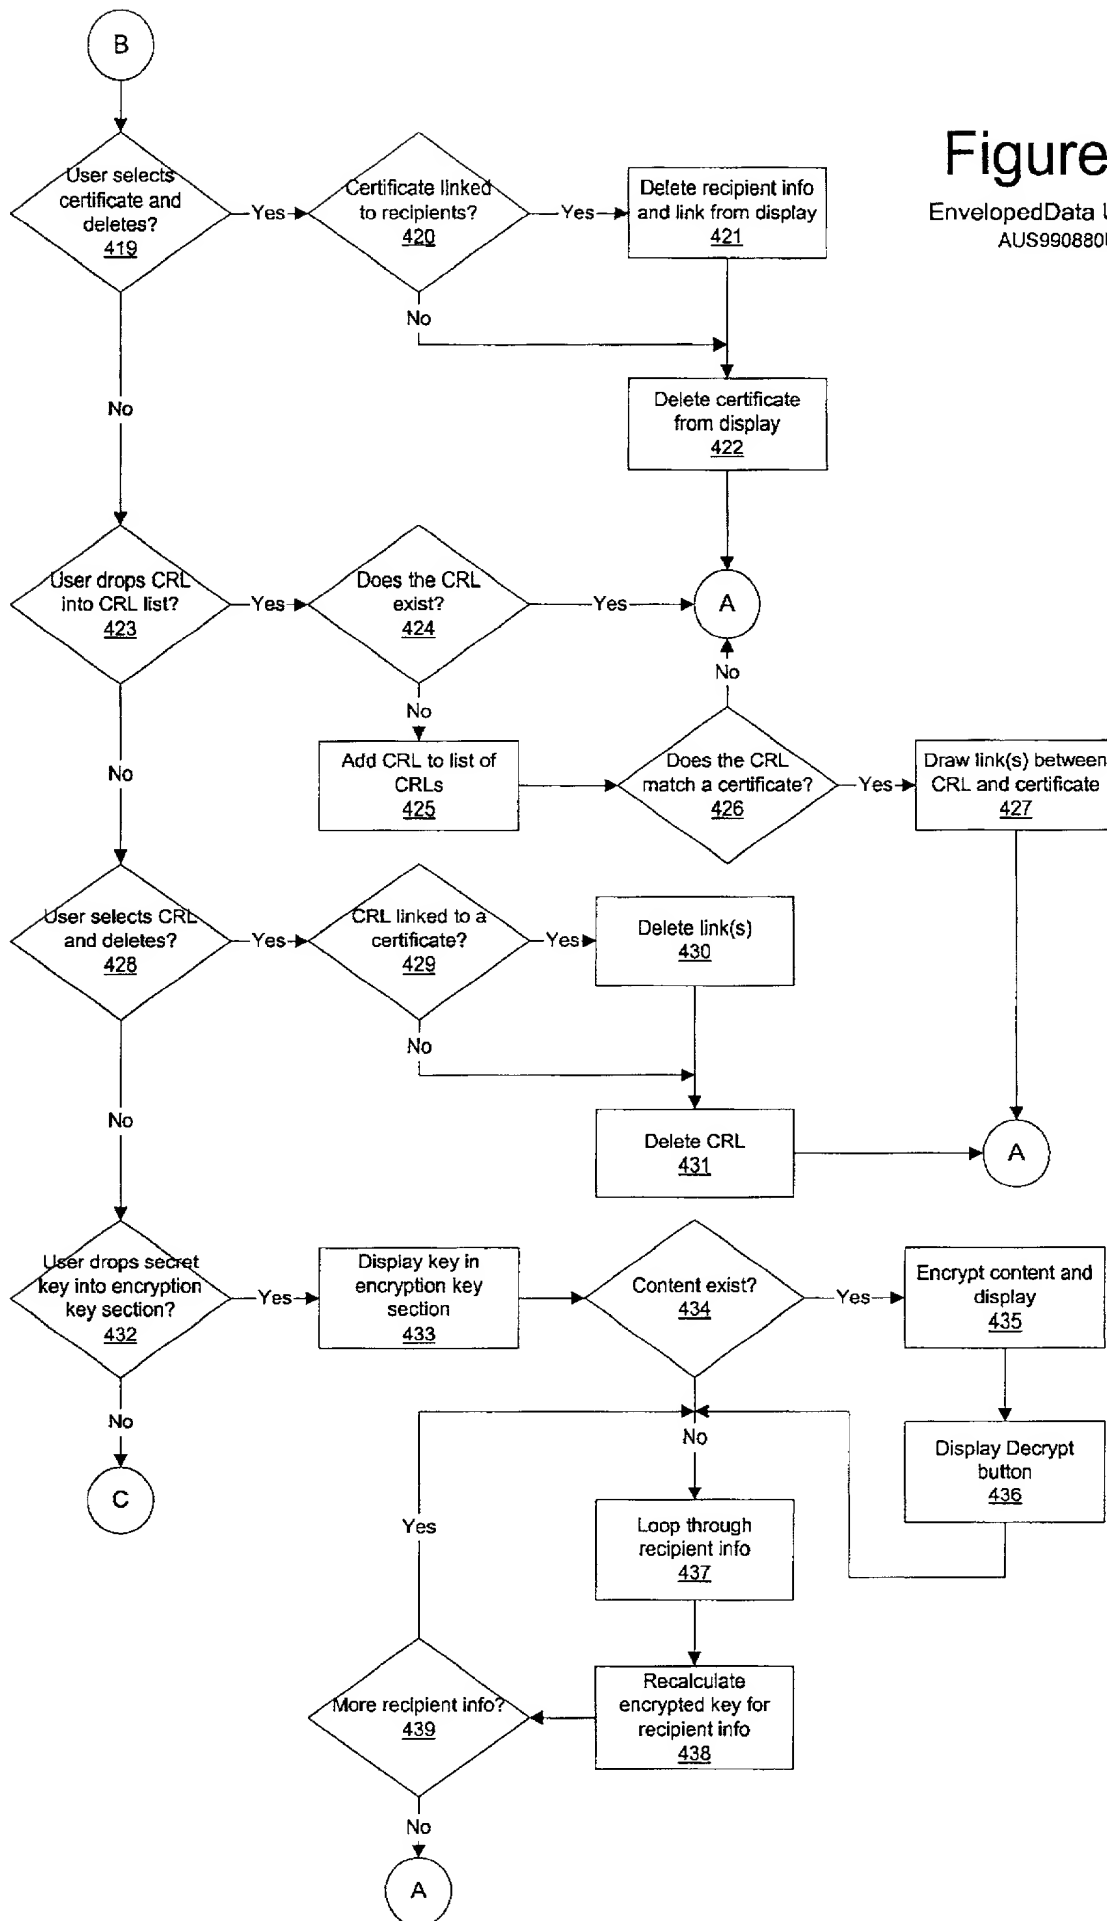 B
Figure
EnvelopedData
AUS990880
User selects
certificate and
deletes?
419
Yes
Certificate linked
to recipients?
420
Yes
Delete recipient info
and link from display
421
No
No
Delete certificate
from display
422
User drops CRL
into CRL list?
423
Yes
Does the CRL
exist?
424
Yes
A
No
No
No
Add CRL to list of
CRLs
425
Does the CRL
match a certificate?
426
Yes
Draw link(s) between
CRL and certificate
427
User selects CRL
and deletes?
428
Yes
CRL linked to a
certificate?
429
Yes
Delete link(s)
430
No
No
Delete CRL
431
A
User drops secret
key into encryption
key section?
432
Yes
Display key in
encryption key
section
433
Content exist?
434
Yes
Encrypt content and
display
435
No
No
Display Decrypt
button
436
C
Yes
Loop through
recipient info
437
More recipient info?
439
Recalculate
encrypted key for
recipient info
438
No
A